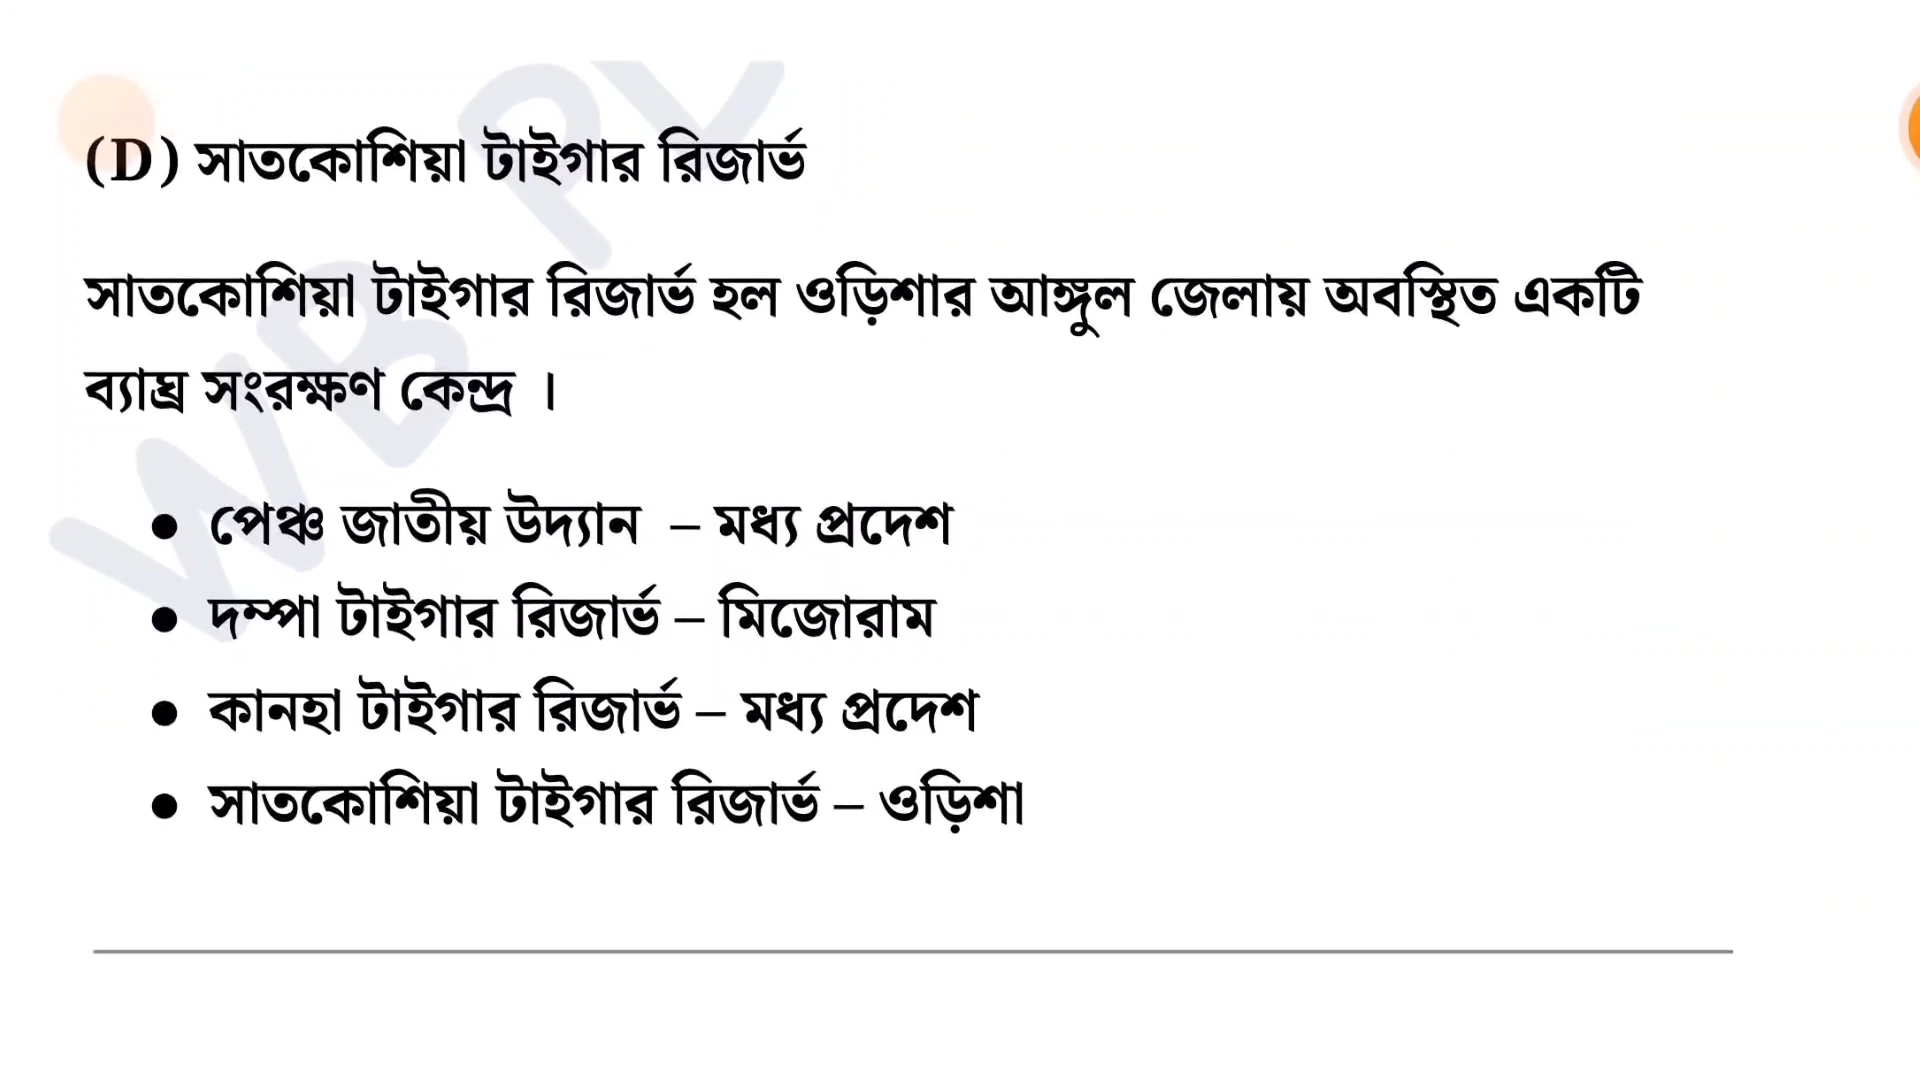 (D) সাতকোশিয়া টাইগার রিজার্ভ
সাতকোশিয়া টাইগার রিজার্ভ হল ওড়িশার আঙ্গুল জেলায় অবস্থিত একটি
ব্যাঘ্র সংরক্ষণ কেন্দ্র ।
● পেঞ্চ জাতীয় উদ্যান – মধ্য প্রদেশ
● দম্পা টাইগার রিজার্ভ – মিজোরাম
● কানহা টাইগার রিজার্ভ – মধ্য প্রদেশ
● সাতকোশিয়া টাইগার রিজার্ভ – ওড়িশা
WB